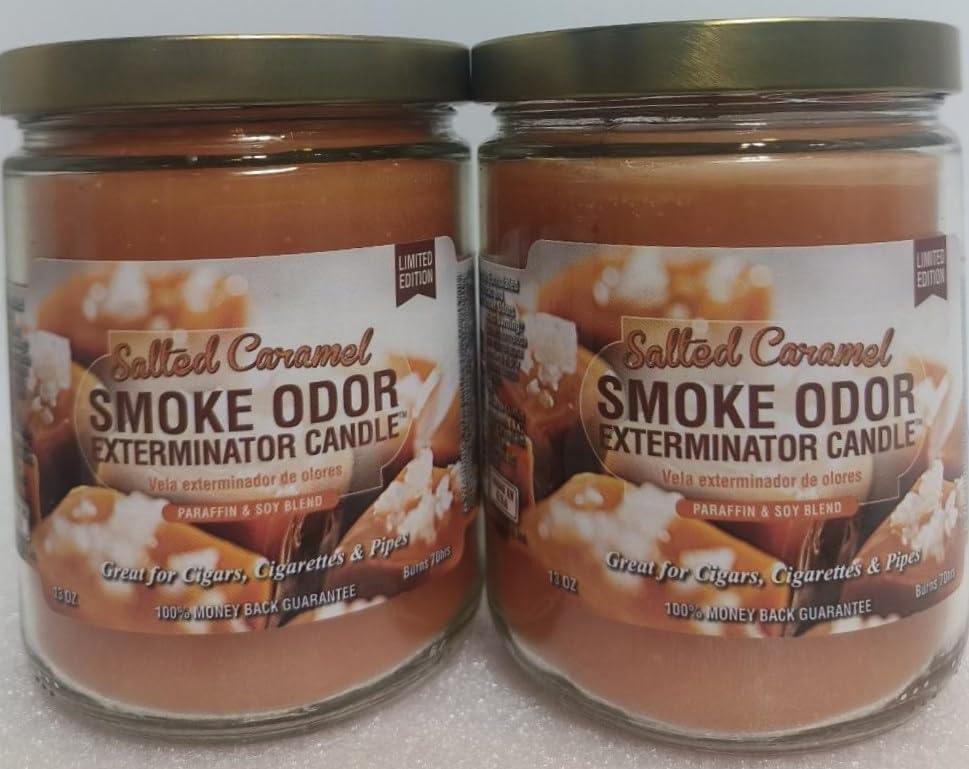 LIMITED
EDITION
Salted Caramel
SMOKE ODOR
EXTERMINATOR CANDLE™
Vela exterminador de olores
PARAFFIN & SOY BLEND
Great for Cigars, Cigarettes & Pipes
13 OZ
Burns 70hrs
100% MONEY BACK GUARANTEE
LIMITED
EDITION
Salted Caramel
SMOKE ODOR
EXTERMINATOR CANDLE™
Vela exterminador de olores
PARAFFIN & SOY BLEND
Great for Cigars, Cigarettes & Pipes
13 OZ
Burns 70hrs
100% MONEY BACK GUARANTEE